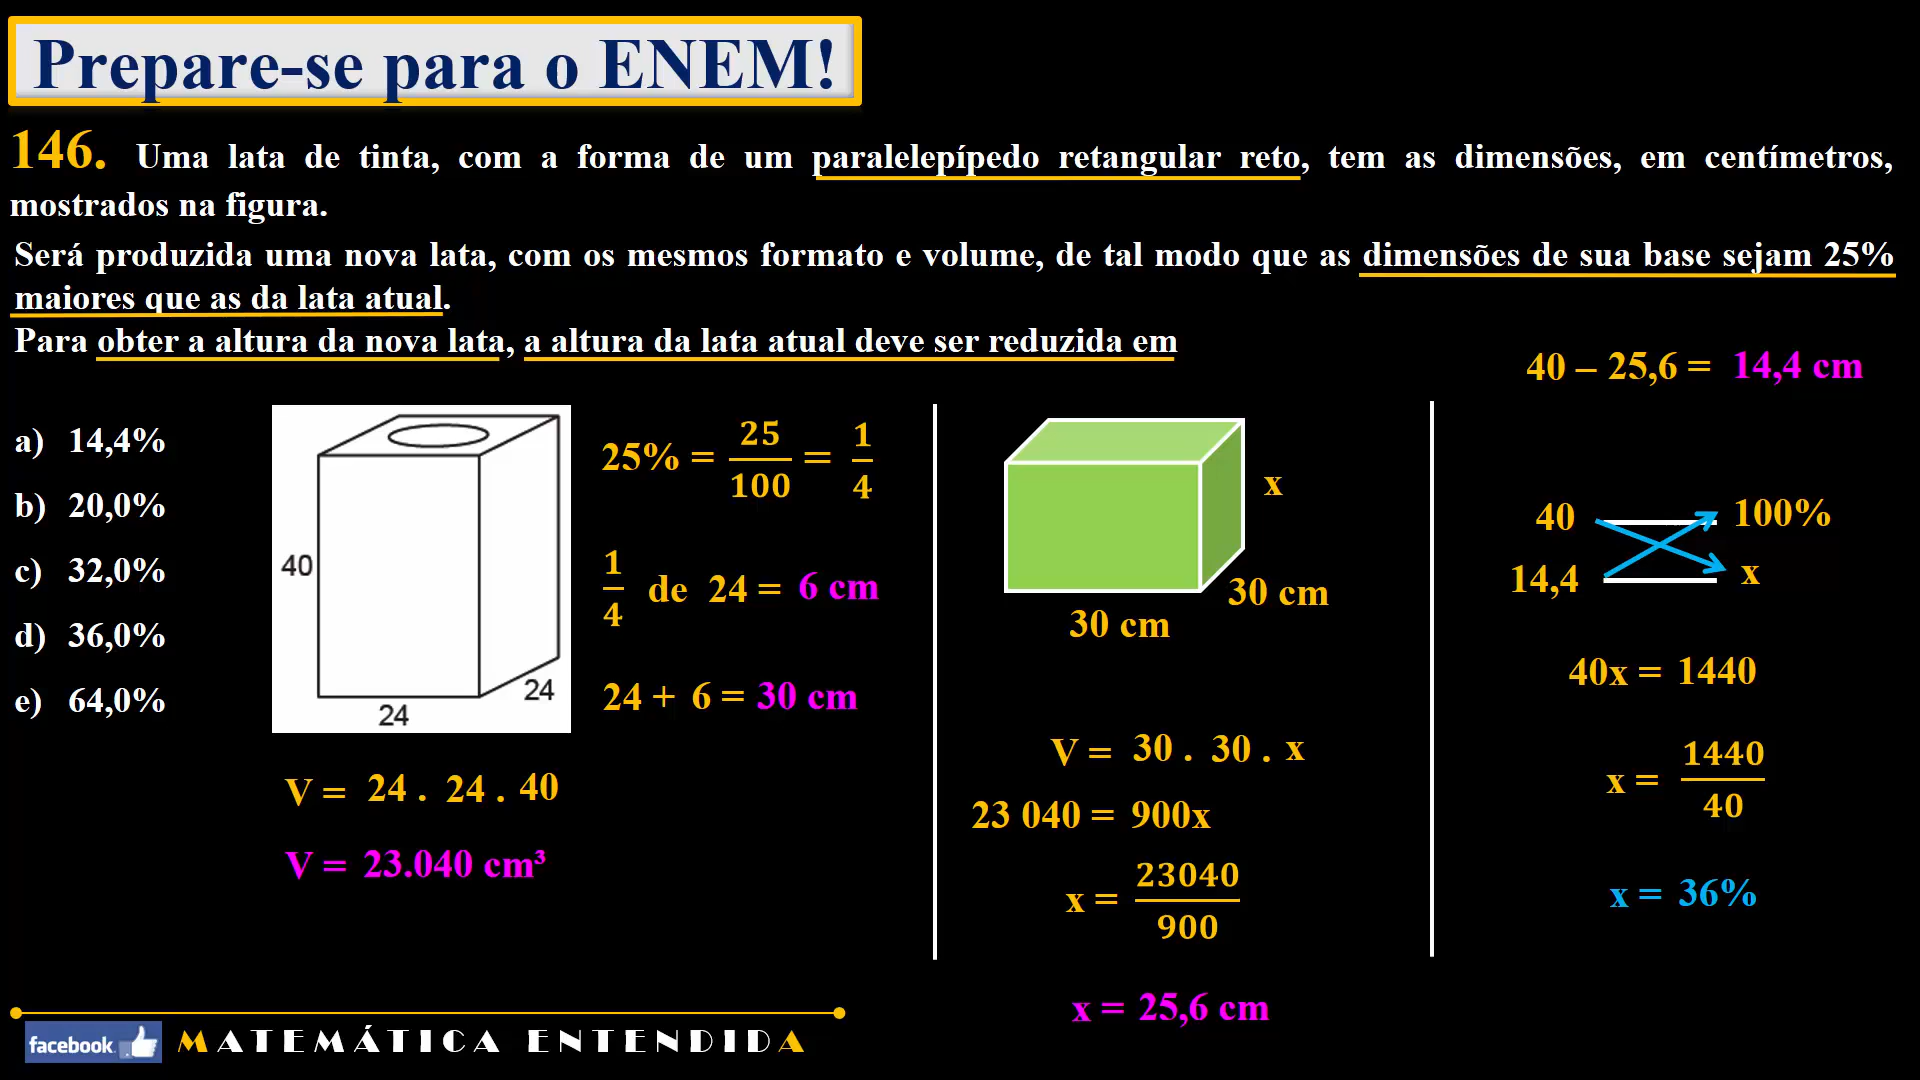 Prepare-se para o ENEM!
146. Uma lata de tinta, com a forma de um paralelepípedo retangular reto, tem as dimensões, em centímetros,
mostrados na figura.
Será produzida uma nova lata, com os mesmos formato e volume, de tal modo que as dimensões de sua base sejam 25%
maiores que as da lata atual.
Para obter a altura da nova lata, a altura da lata atual deve ser reduzida em
a) 14,4%
b) 20,0%
c) 32,0%
d) 36,0%
e) 64,0%
40
24
24
V = 24 . 24 . 40
V = 23.040 cm³
25% = 25/100 = 1/4
1/4 de 24 = 6 cm
24 + 6 = 30 cm
x
30 cm
30 cm
V = 30 . 30 . x
23 040 = 900x
x = 23040/900
x = 25,6 cm
40 – 25,6 = 14,4 cm
40 100%
14,4 x
40x = 1440
x = 1440/40
x = 36%
facebook MATEMÁTICA ENTENDIDA